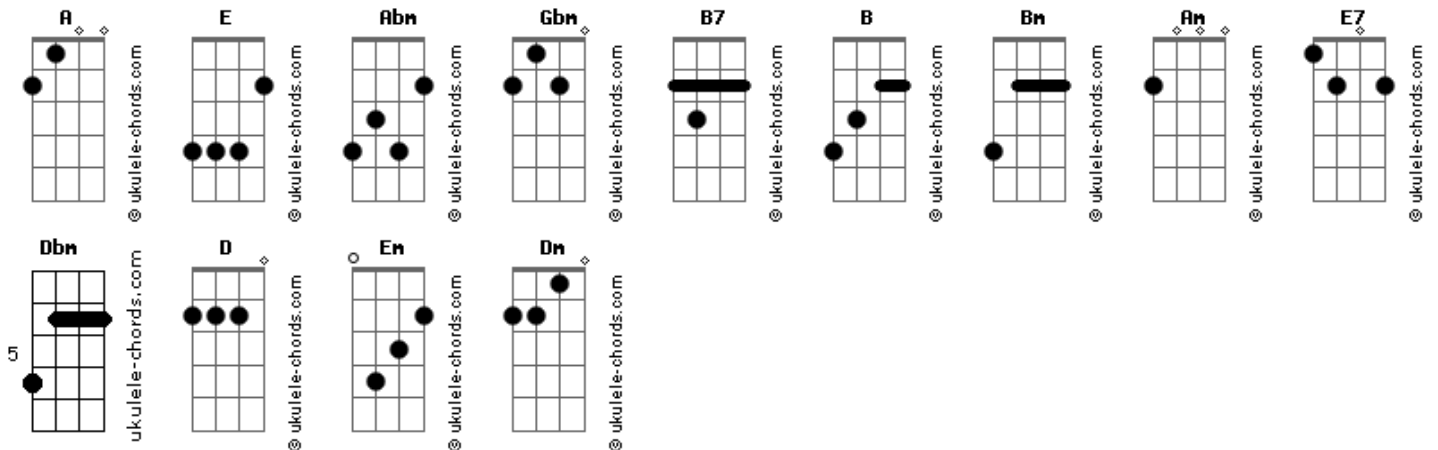 A E Abm Gbm B7 B Bm Am E7
© ukulele-chords.com © ukulele-chords.com © ukulele-chords.com © ukulele-chords.com © ukulele-chords.com © ukulele-chords.com © ukulele-chords.com © ukulele-chords.com © ukulele-chords.com
Dbm D Em Dm
5
ukulele-chords.com © ukulele-chords.com © ukulele-chords.com © ukulele-chords.com